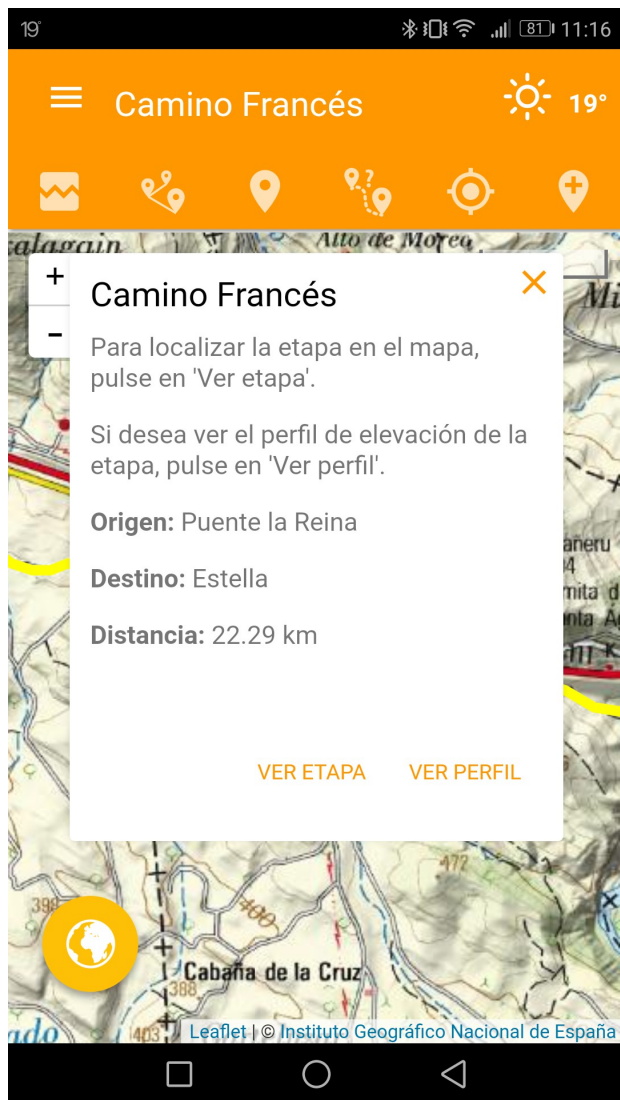 19°
81 11:16
Camino Francés
19°
Alto de Morea
+
Camino Francés
-
Para localizar la etapa en el mapa,
pulse en 'Ver etapa'.
Si desea ver el perfil de elevación de la
etapa, pulse en 'Ver perfil'.
Origen: Puente la Reina
Destino: Estella
Distancia: 22.29 km
VER ETAPA VER PERFIL
472
400
Cabaña de la Cruz
388
403
Leaflet | © Instituto Geográfico Nacional de España